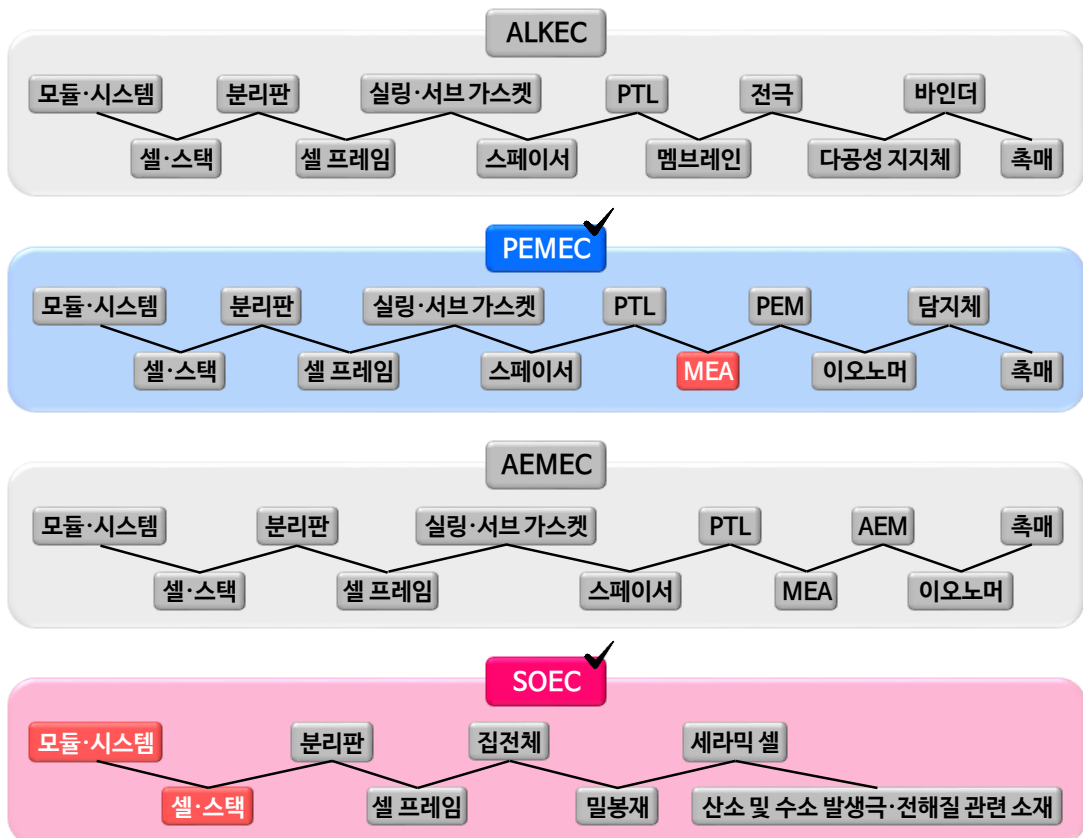 ALKEC
모듈·시스템 분리판 실링·서브 가스켓 PTL 전극 바인더
셀·스택 셀 프레임 스페이서 멤브레인 다공성 지지체 촉매
PEMEC
모듈·시스템 분리판 실링·서브 가스켓 PTL PEM 담지체
셀·스택 셀 프레임 스페이서 MEA 이오노머 촉매
AEMEC
모듈·시스템 분리판 실링·서브 가스켓 PTL AEM 촉매
셀·스택 셀 프레임 스페이서 MEA 이오노머
SOEC
모듈·시스템 분리판 집전체 세라믹 셀
셀·스택 셀 프레임 밀봉재 산소 및 수소 발생극·전해질 관련 소재